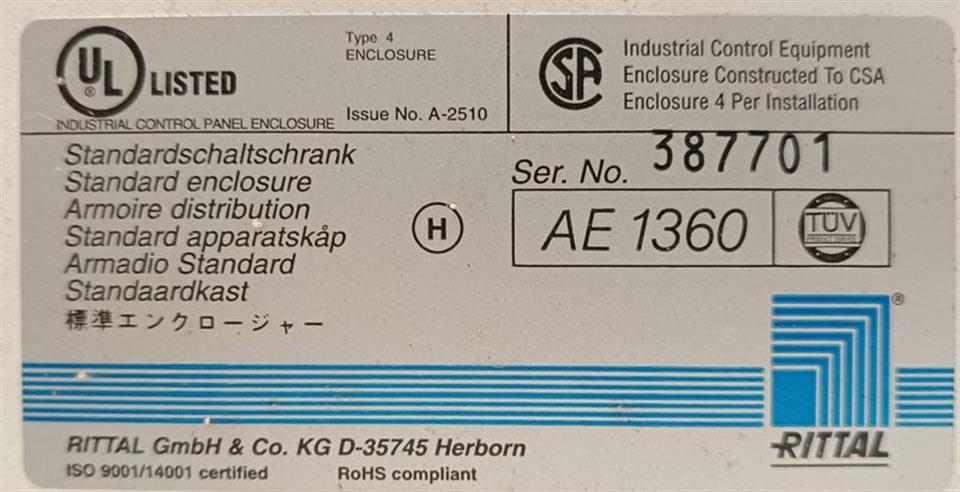 UL® LISTED
INDUSTRIAL CONTROL PANEL ENCLOSURE
Type 4
ENCLOSURE
Issue No. A-2510
SA
Industrial Control Equipment
Enclosure Constructed To CSA
Enclosure 4 Per Installation
Standardschaltschrank
Standard enclosure
Armoire distribution
Standard apparatskåp
Armadio Standard
Standaardkast
標準エンクロージャー
H
Ser. No. 387701
AE 1360
TÜV
PRODUCT SERVICE
®
RITTAL
RITTAL GmbH & Co. KG D-35745 Herborn
ISO 9001/14001 certified RoHS compliant